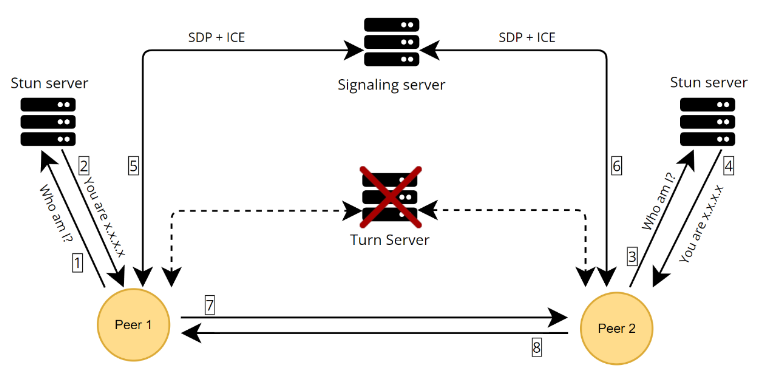 SDP + ICE
SDP + ICE
Stun server
Signaling server
Stun server
2
5
6
4
You are x.x.x.x
Who am I?
Who am I?
You are x.x.x.x
Turn Server
1
3
7
Peer 1
Peer 2
8